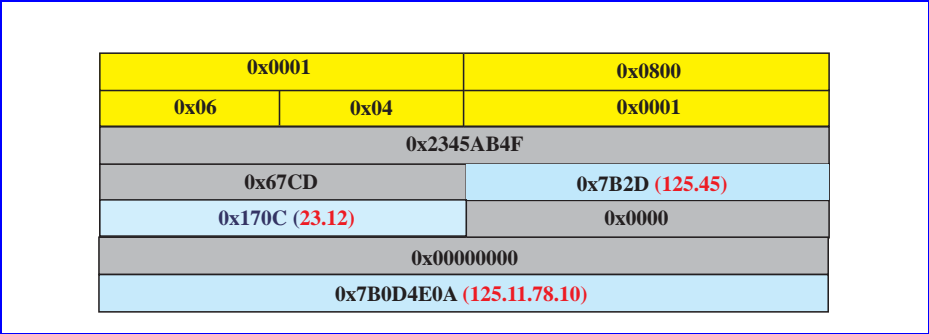 0x0001 0x0800
0x06 0x04 0x0001
0x2345AB4F
0x67CD 0x7B2D (125.45)
0x170C (23.12) 0x0000
0x00000000
0x7B0D4E0A (125.11.78.10)